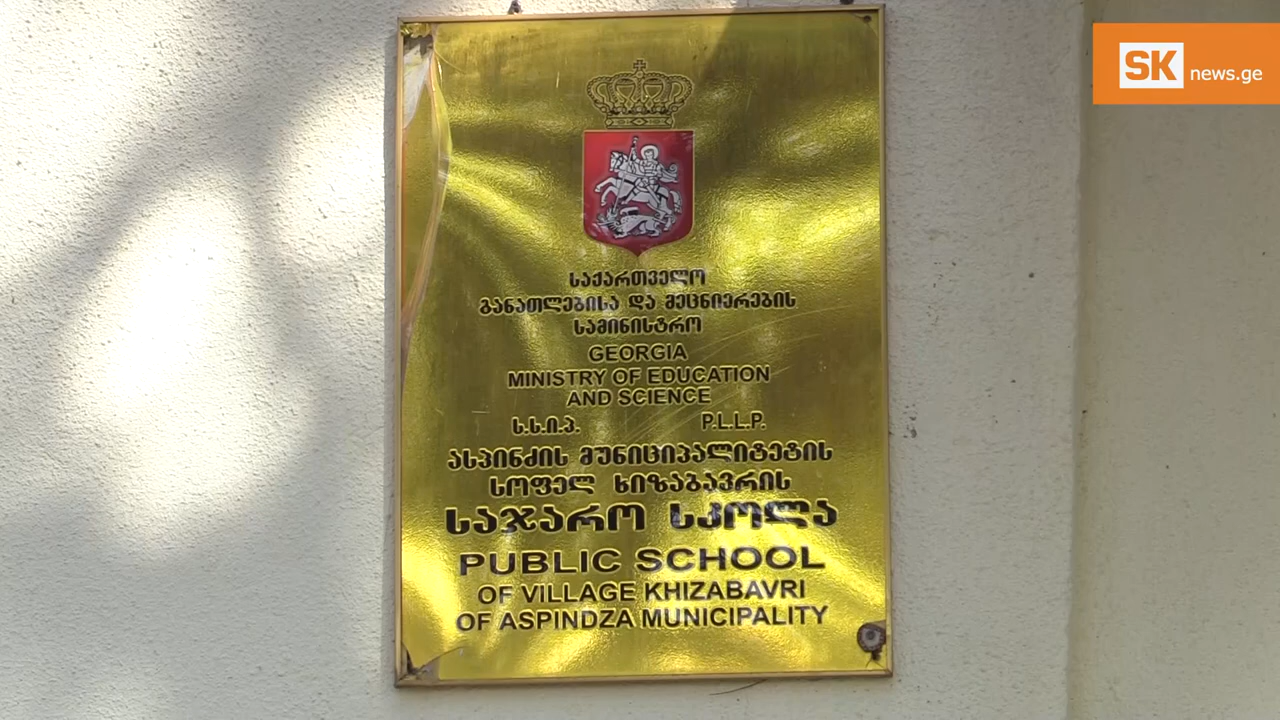 SK news.ge
საქართველო
განათლებისა და მეცნიერების
სამინისტრო
GEORGIA
MINISTRY OF EDUCATION
AND SCIENCE
ს.ს.ი.პ. P.L.L.P.
ასპინძის მუნიციპალიტეტის
სოფელ ხიზაბავრის
საჯარო სკოლა
PUBLIC SCHOOL
OF VILLAGE KHIZABAVRI
OF ASPINDZA MUNICIPALITY